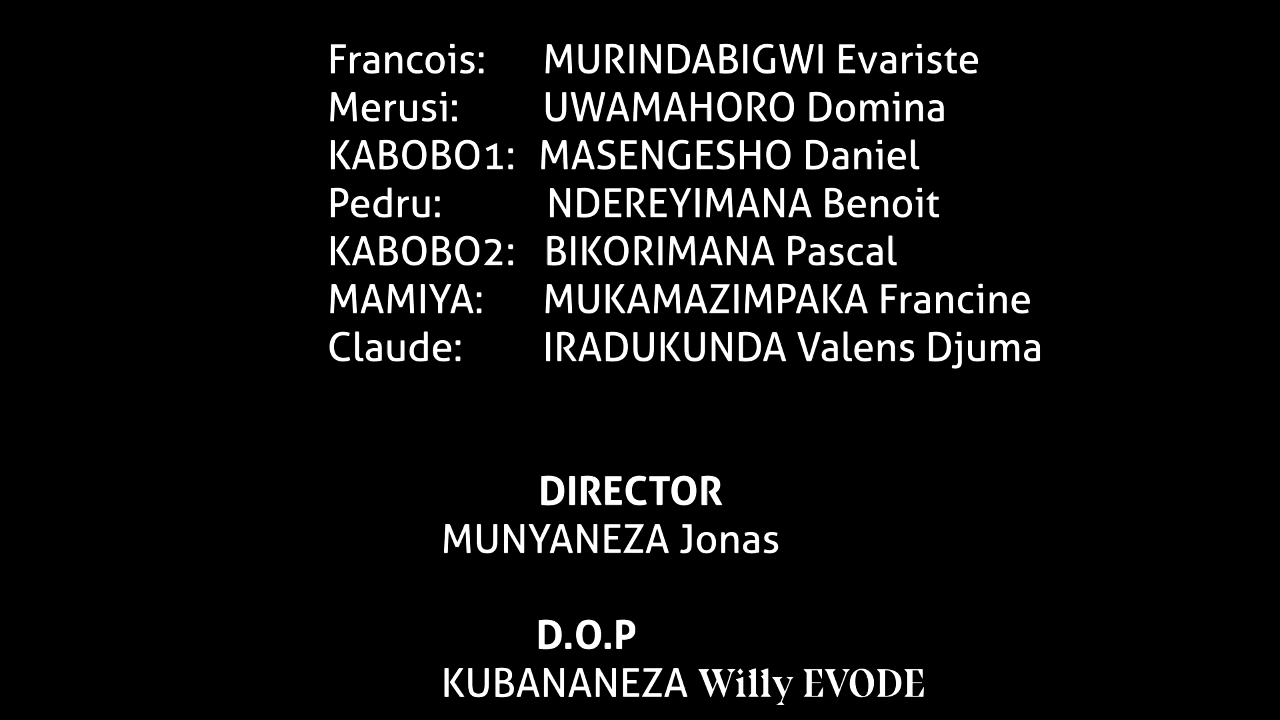 Francois: MURINDABIGWI Evariste
Merusi: UWAMAHORO Domina
KABOBO1: MASENGESHO Daniel
Pedru: NDEREYIMANA Benoit
KABOBO2: BIKORIMANA Pascal
MAMIYA: MUKAMAZIMPAKA Francine
Claude: IRADUKUNDA Valens Djuma
DIRECTOR
MUNYANEZA Jonas
D.O.P
KUBANANEZA Willy EVODE